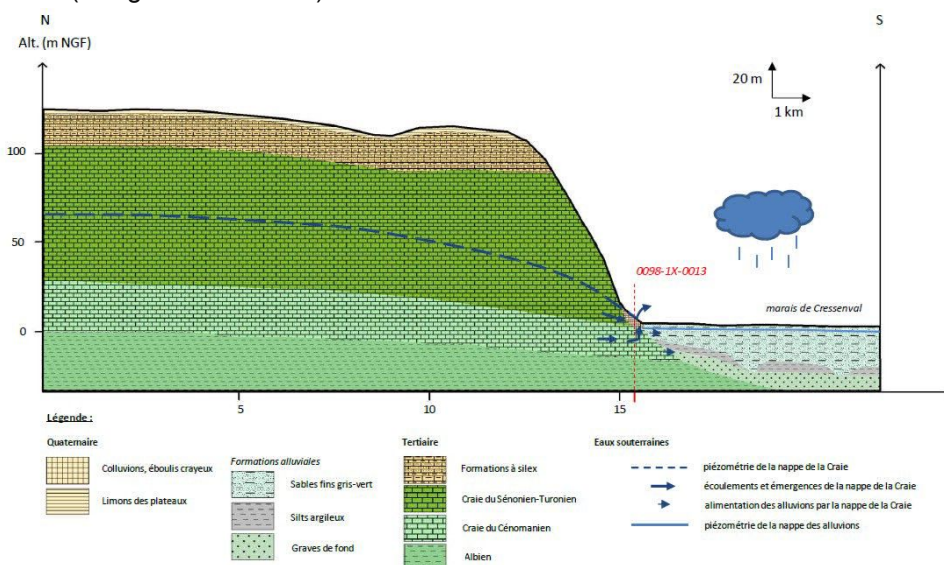 N
S
Alt. (m NGF)
20 m
1 km
100
50
0
0098-1X-0013
marais de Cressenval
5
10
15
Légende :
Quaternaire
Colluvions, éboulis crayeux
Limons des plateaux
Formations alluviales
Sables fins gris-vert
Silts argileux
Graves de fond
Tertiaire
Formations à silex
Craie du Sénonien-Turonien
Craie du Cénomanien
Albien
Eaux souterraines
piézométrie de la nappe de la Craie
écoulements et émergences de la nappe de la Craie
alimentation des alluvions par la nappe de la Craie
piézométrie de la nappe des alluvions